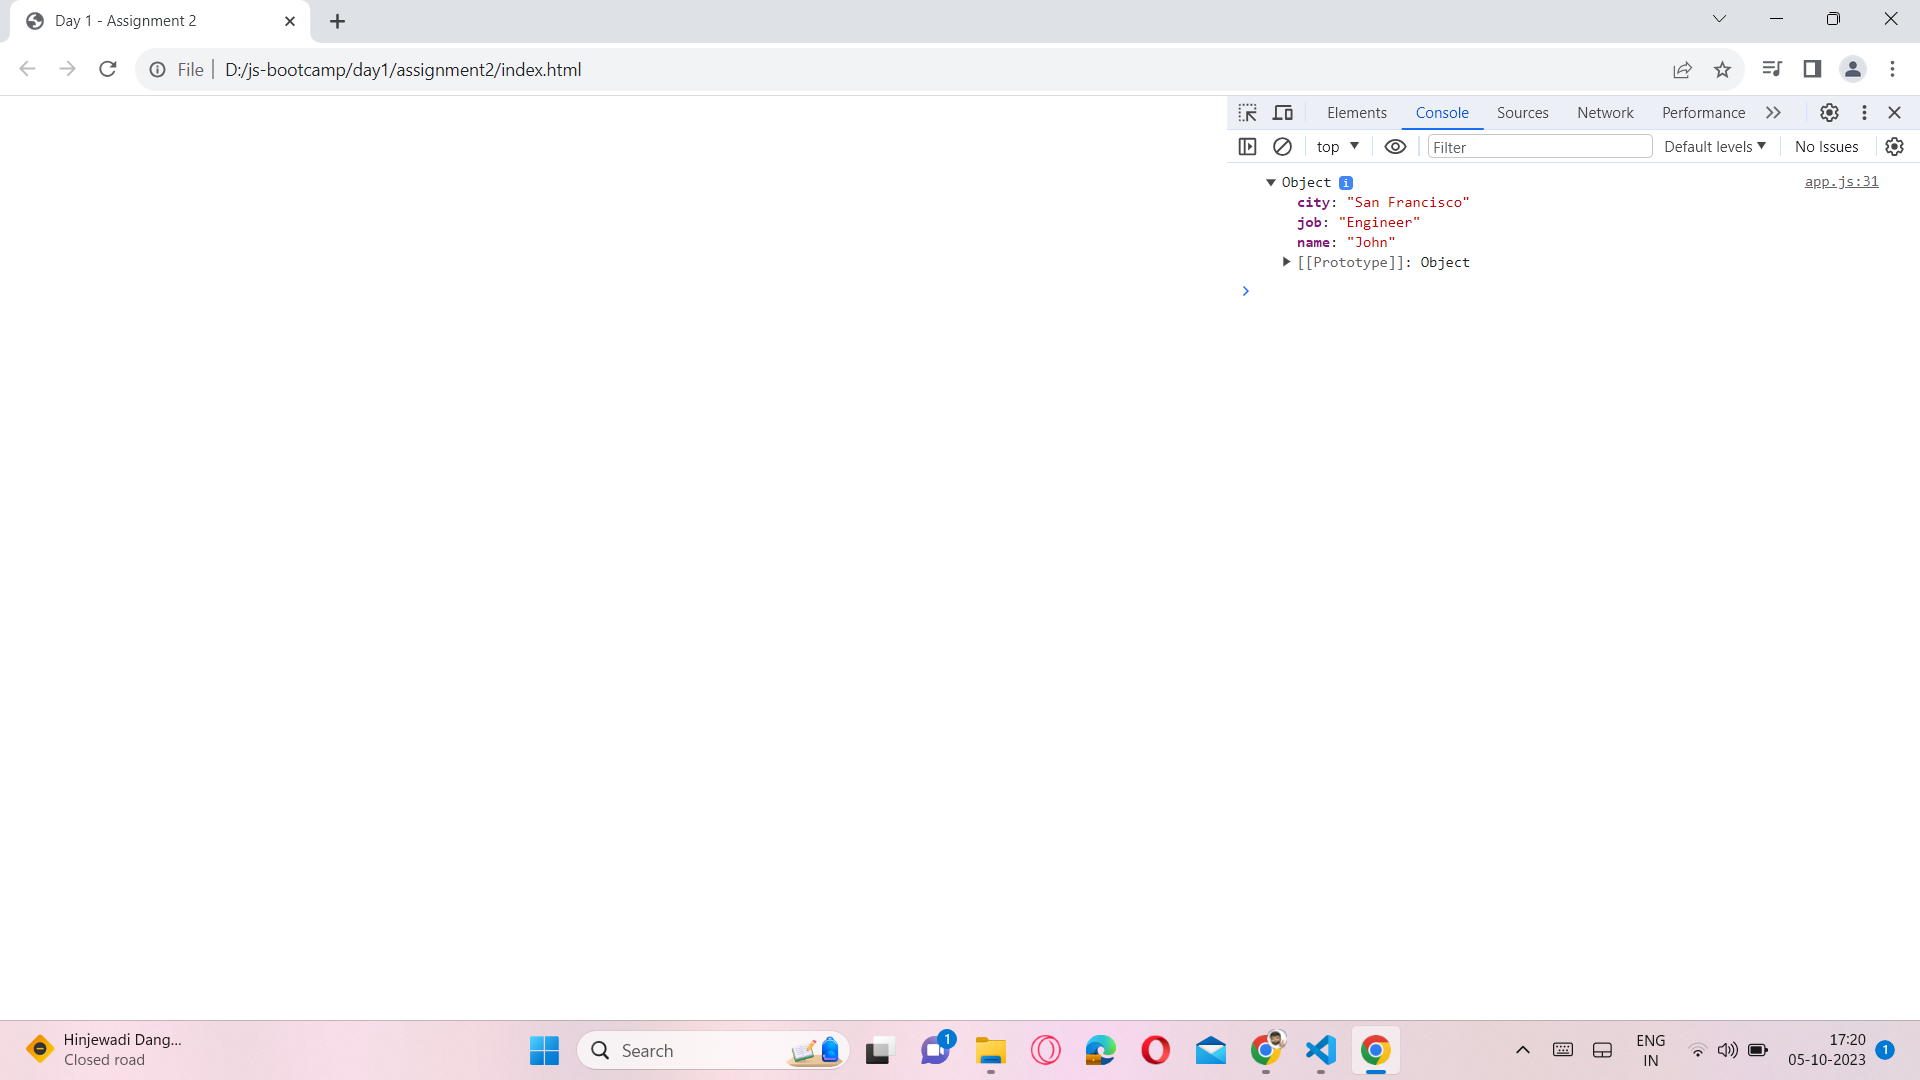 Day 1 - Assignment 2
File | D:/js-bootcamp/day1/assignment2/index.html
Elements Console Sources Network Performance
top Filter Default levels No Issues
Object i app.js:31
city: "San Francisco"
job: "Engineer"
name: "John"
[[Prototype]]: Object
Hinjewadi Dang...
Closed road
Search
1
ENG
IN
17:20
05-10-2023
1